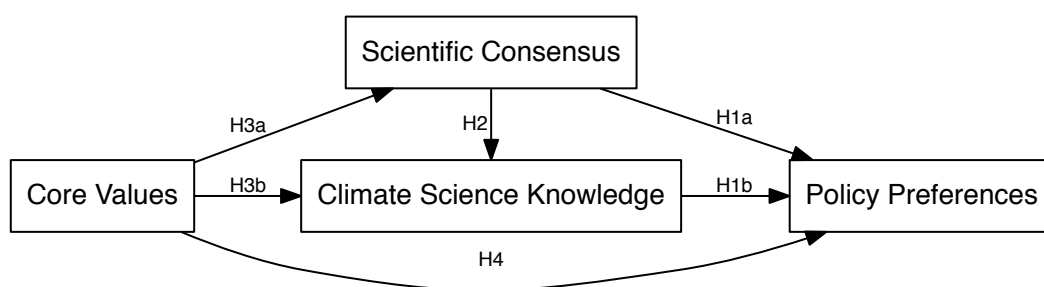 Scientific Consensus
H3a
H2
H1a
Core Values
H3b
Climate Science Knowledge
H1b
Policy Preferences
H4